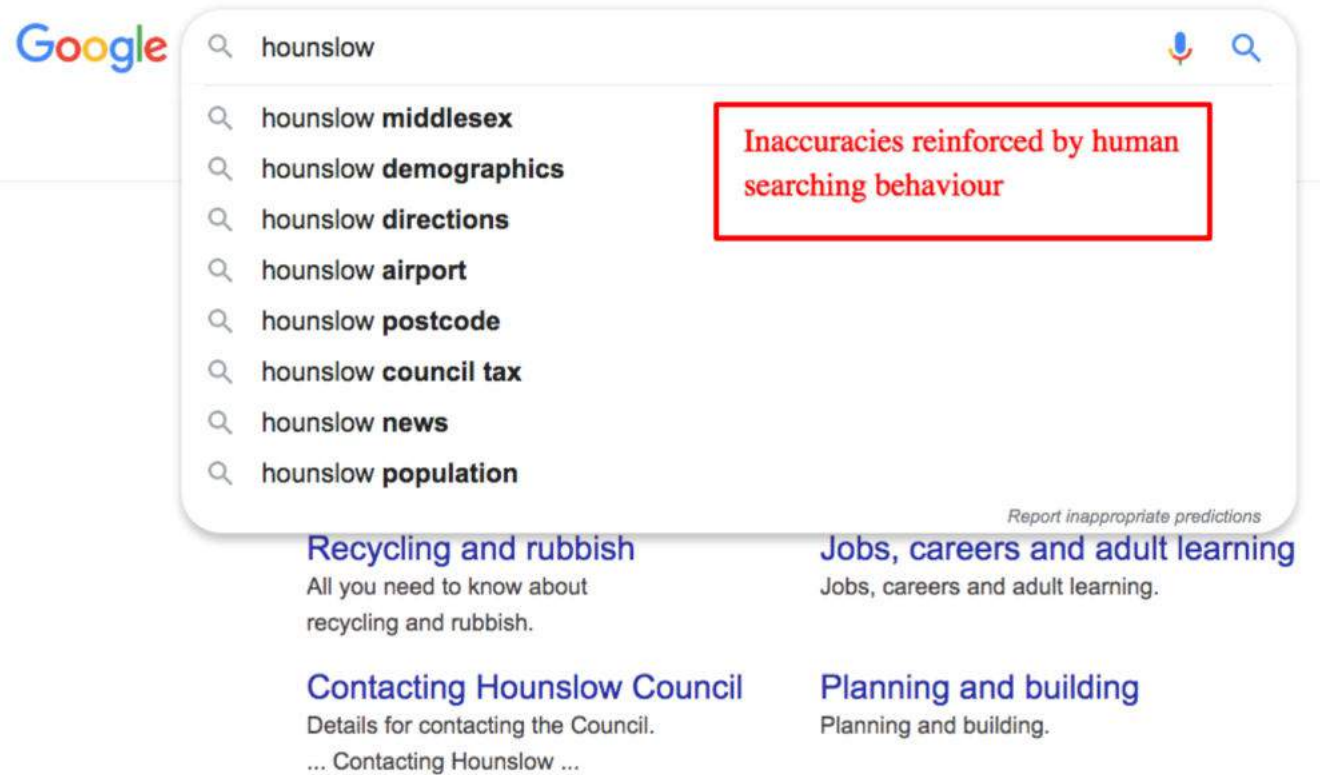 Google
hounslow
hounslow middlesex
hounslow demographics
hounslow directions
hounslow airport
hounslow postcode
hounslow council tax
hounslow news
hounslow population
Inaccuracies reinforced by human
searching behaviour
Report inappropriate predictions
Recycling and rubbish
All you need to know about
recycling and rubbish.
Jobs, careers and adult learning
Jobs, careers and adult learning.
Contacting Hounslow Council
Details for contacting the Council.
... Contacting Hounslow ...
Planning and building
Planning and building.